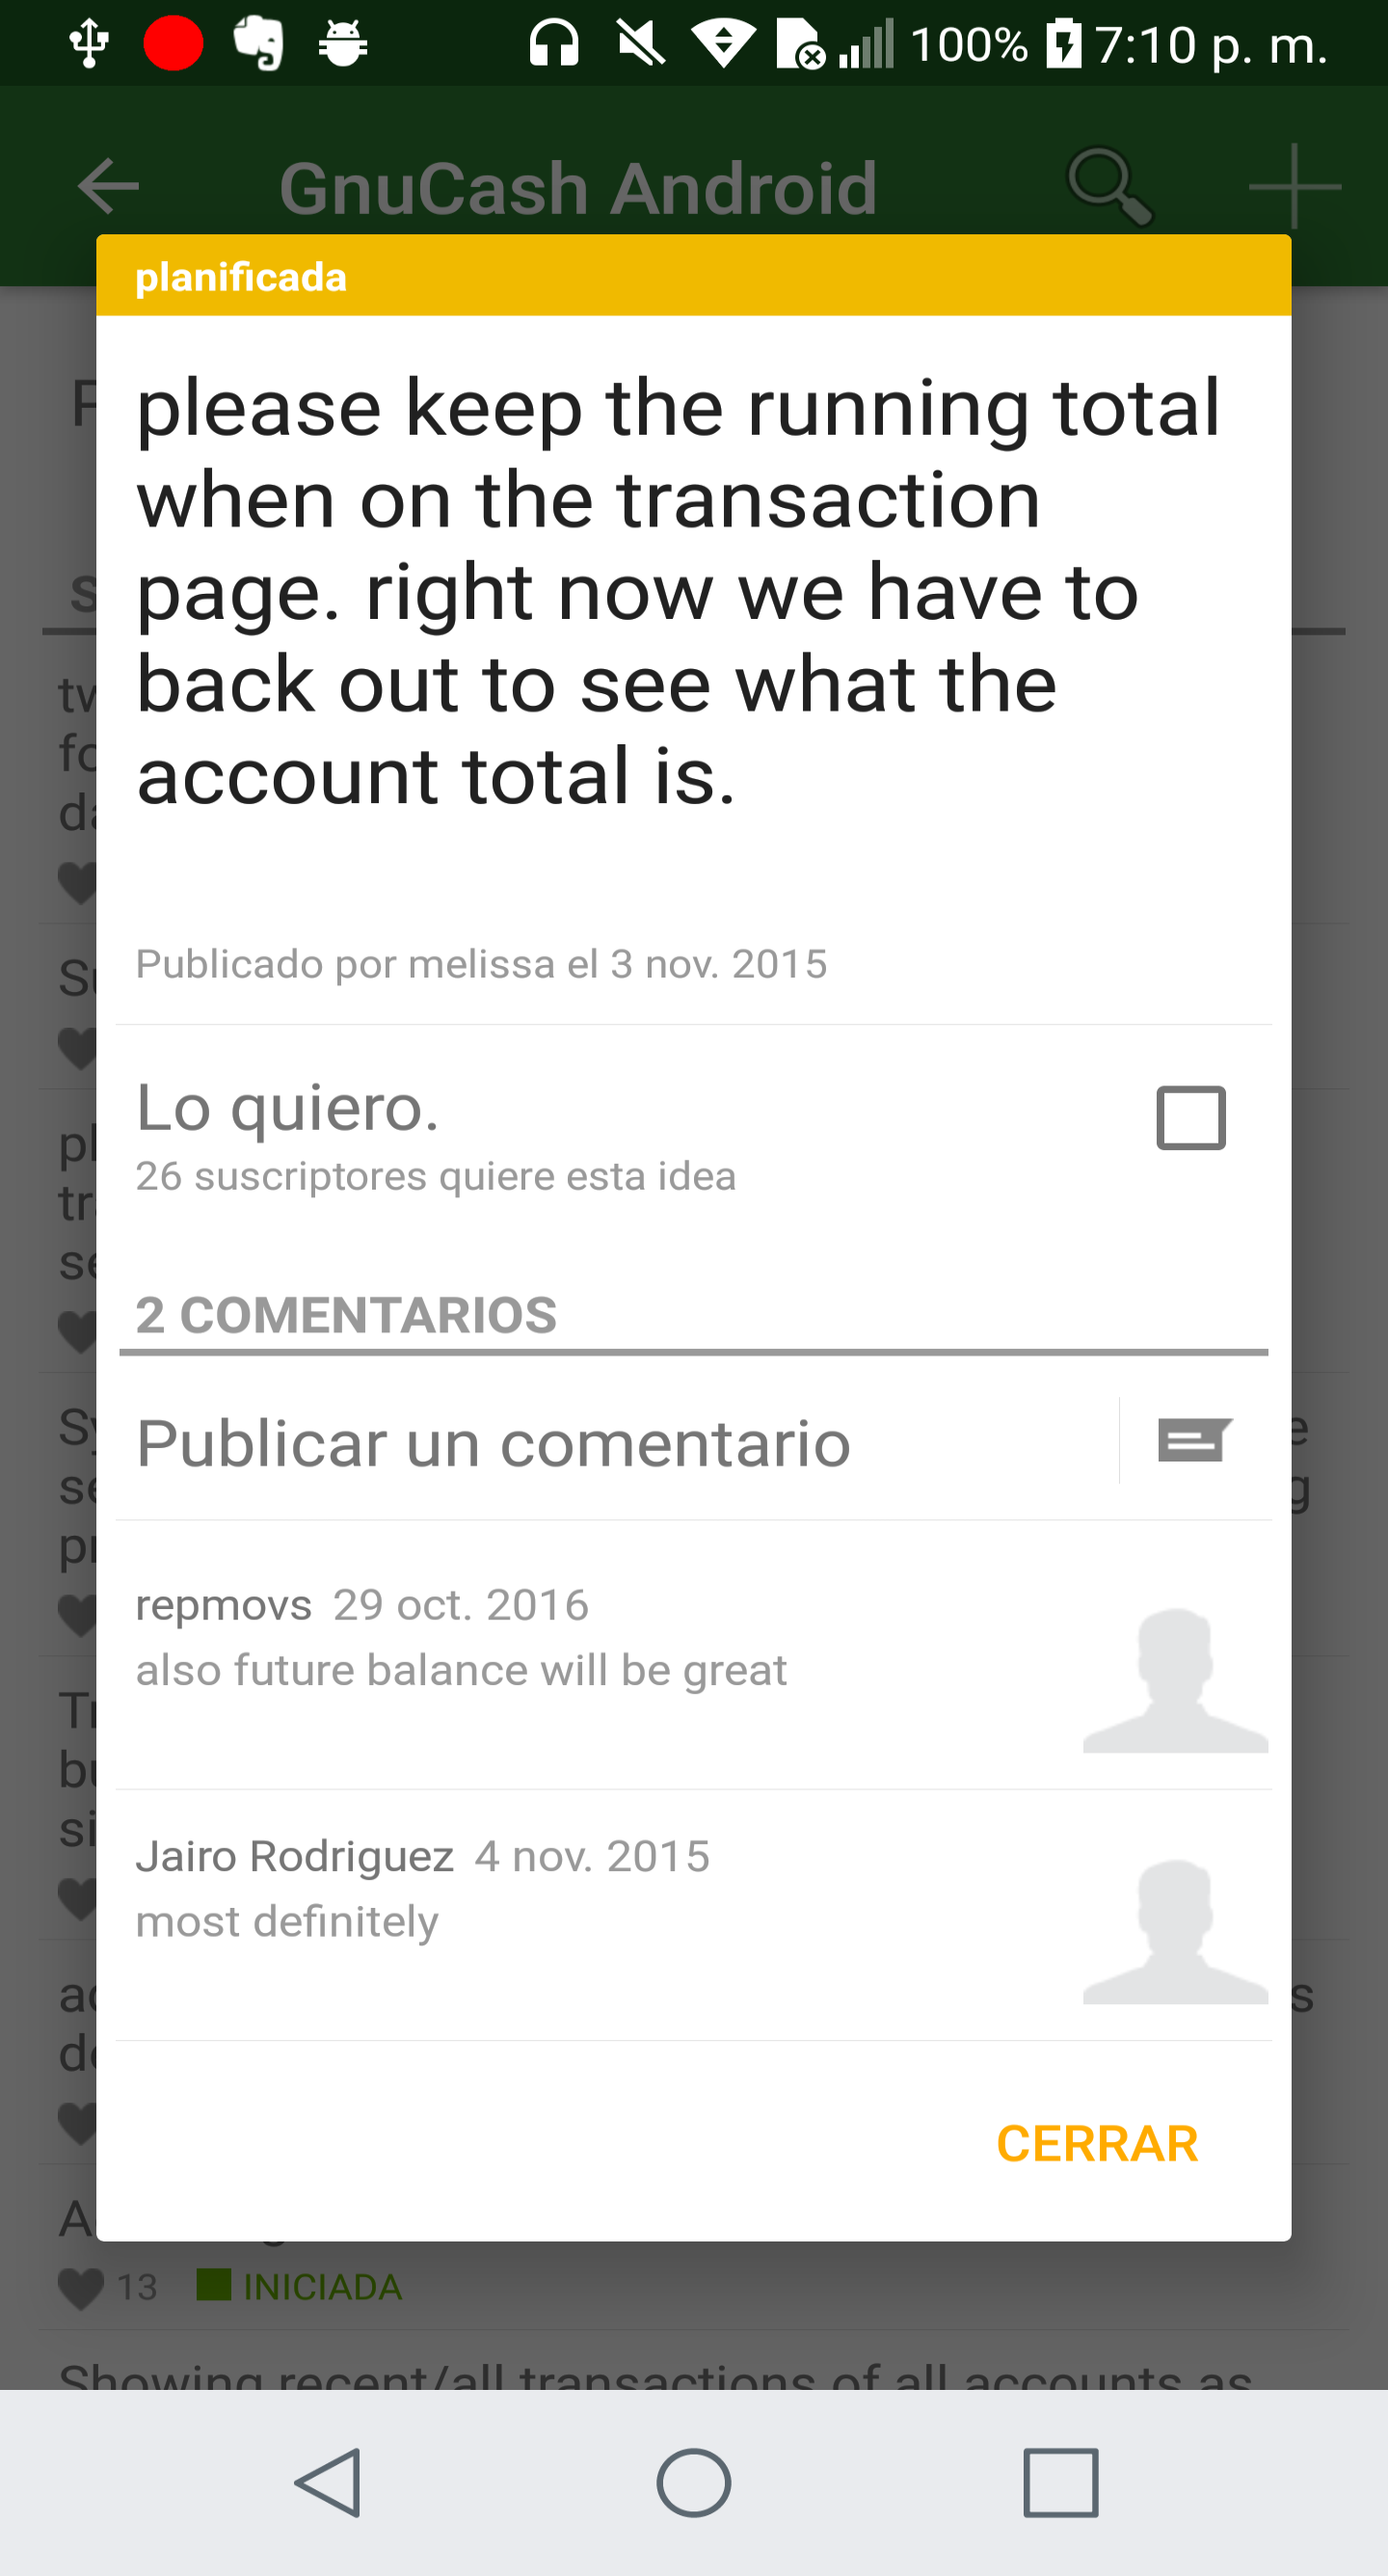 100% 7:10 p. m.
GnuCash Android
planificada
please keep the running total
when on the transaction
page. right now we have to
back out to see what the
account total is.
Publicado por melissa el 3 nov. 2015
Lo quiero.
26 suscriptores quiere esta idea
2 COMENTARIOS
Publicar un comentario
repmovs 29 oct. 2016
also future balance will be great
Jairo Rodriguez 4 nov. 2015
most definitely
CERRAR
13 INICIADA
Showing recent/all transactions of all accounts as